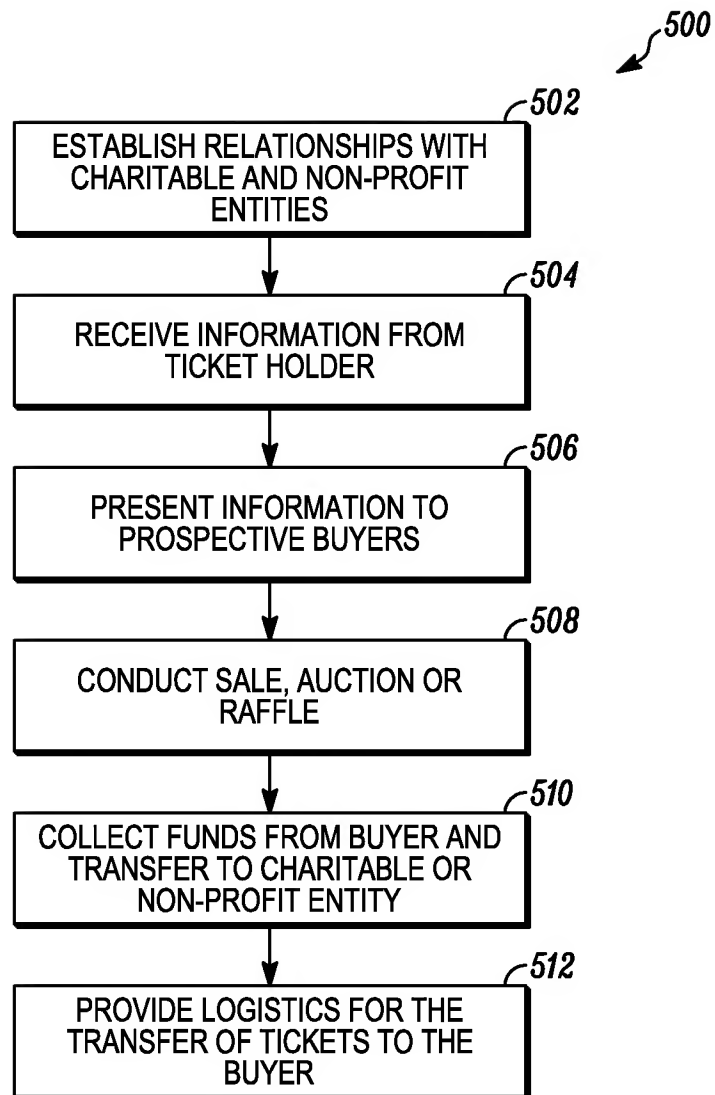 500
502
ESTABLISH RELATIONSHIPS WITH
CHARITABLE AND NON-PROFIT
ENTITIES
504
RECEIVE INFORMATION FROM
TICKET HOLDER
506
PRESENT INFORMATION TO
PROSPECTIVE BUYERS
508
CONDUCT SALE, AUCTION OR
RAFFLE
510
COLLECT FUNDS FROM BUYER AND
TRANSFER TO CHARITABLE OR
NON-PROFIT ENTITY
512
PROVIDE LOGISTICS FOR THE
TRANSFER OF TICKETS TO THE
BUYER